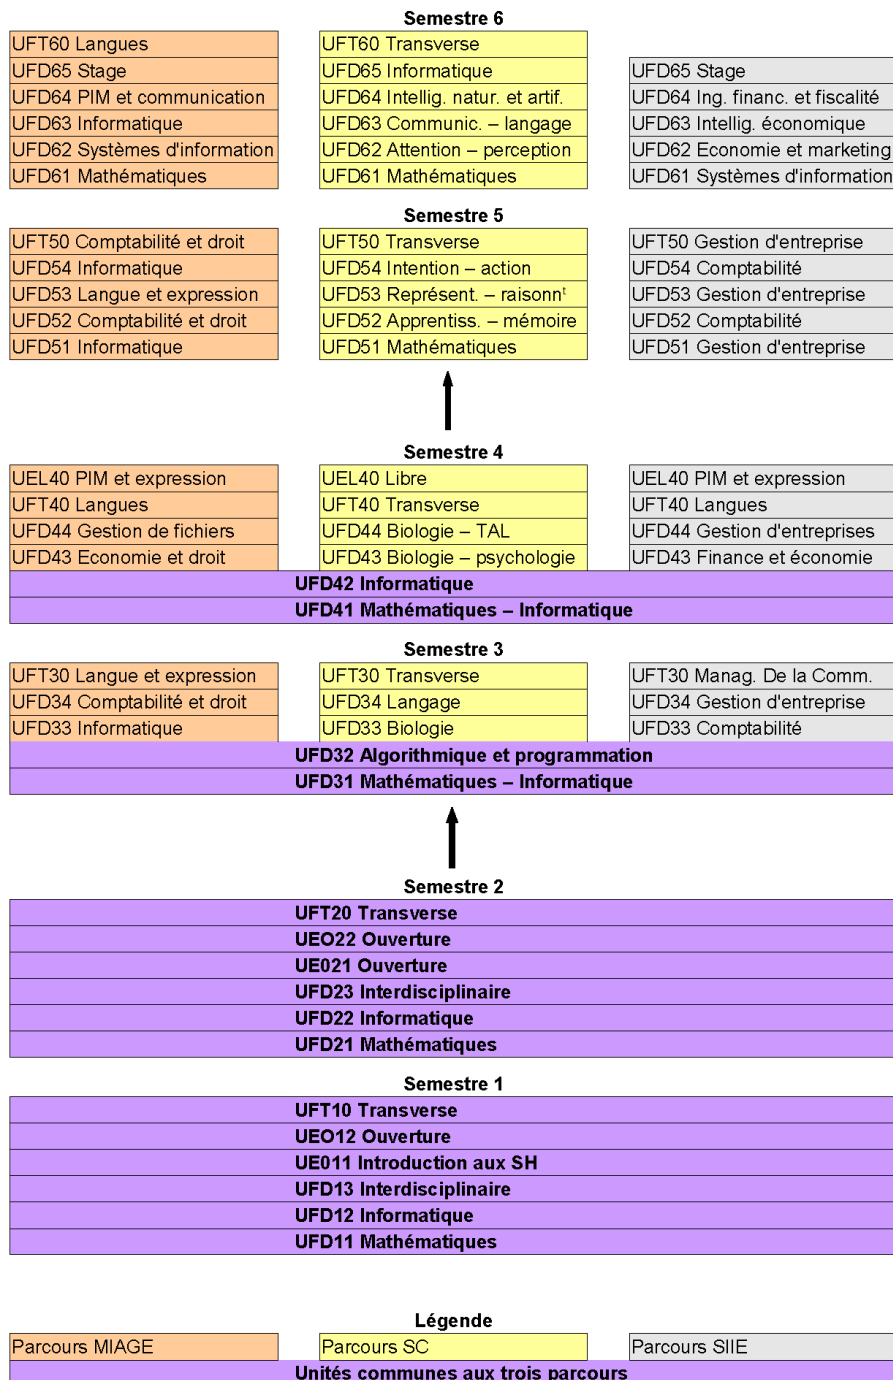 Semestre 6
UFT60 Langues
UFD65 Stage
UFD64 PIM et communication
UFD63 Informatique
UFD62 Systèmes d'information
UFD61 Mathématiques
UFT60 Transverse
UFD65 Informatique
UFD64 Intellig. natur. et artif.
UFD63 Communic. – langage
UFD62 Attention – perception
UFD61 Mathématiques
UFD65 Stage
UFD64 Ing. financ. et fiscalité
UFD63 Intellig. économique
UFD62 Economie et marketing
UFD61 Systèmes d'information
Semestre 5
UFT50 Comptabilité et droit
UFD54 Informatique
UFD53 Langue et expression
UFD52 Comptabilité et droit
UFD51 Informatique
UFT50 Transverse
UFD54 Intention – action
UFD53 Représent. – raisonnᵗ
UFD52 Apprentiss. – mémoire
UFD51 Mathématiques
UFT50 Gestion d'entreprise
UFD54 Comptabilité
UFD53 Gestion d'entreprise
UFD52 Comptabilité
UFD51 Gestion d'entreprise
Semestre 4
UEL40 PIM et expression
UFT40 Langues
UFD44 Gestion de fichiers
UFD43 Economie et droit
UEL40 Libre
UFT40 Transverse
UFD44 Biologie – TAL
UFD43 Biologie – psychologie
UEL40 PIM et expression
UFT40 Langues
UFD44 Gestion d'entreprises
UFD43 Finance et économie
UFD42 Informatique
UFD41 Mathématiques – Informatique
Semestre 3
UFT30 Langue et expression
UFD34 Comptabilité et droit
UFD33 Informatique
UFT30 Transverse
UFD34 Langage
UFD33 Biologie
UFT30 Manag. De la Comm.
UFD34 Gestion d'entreprise
UFD33 Comptabilité
UFD32 Algorithmique et programmation
UFD31 Mathématiques – Informatique
Semestre 2
UFT20 Transverse
UEO22 Ouverture
UE021 Ouverture
UFD23 Interdisciplinaire
UFD22 Informatique
UFD21 Mathématiques
Semestre 1
UFT10 Transverse
UEO12 Ouverture
UE011 Introduction aux SH
UFD13 Interdisciplinaire
UFD12 Informatique
UFD11 Mathématiques
Légende
Parcours MIAGE
Parcours SC
Parcours SIIE
Unités communes aux trois parcours